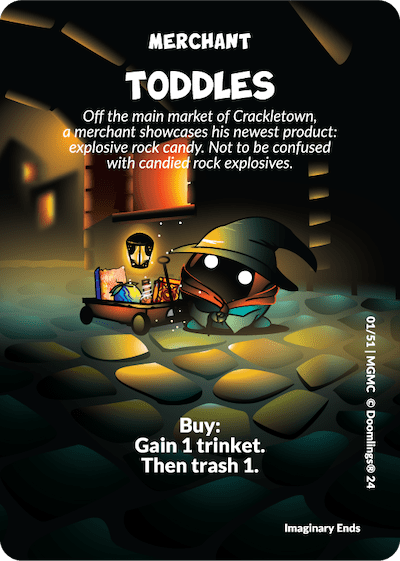 MERCHANT
TODDLES
Off the main market of Crackletown,
a merchant showcases his newest product:
explosive rock candy. Not to be confused
with candied rock explosives.
Buy:
Gain 1 trinket.
Then trash 1.
01/51 | MGMC © Doomlings® 24
Imaginary Ends